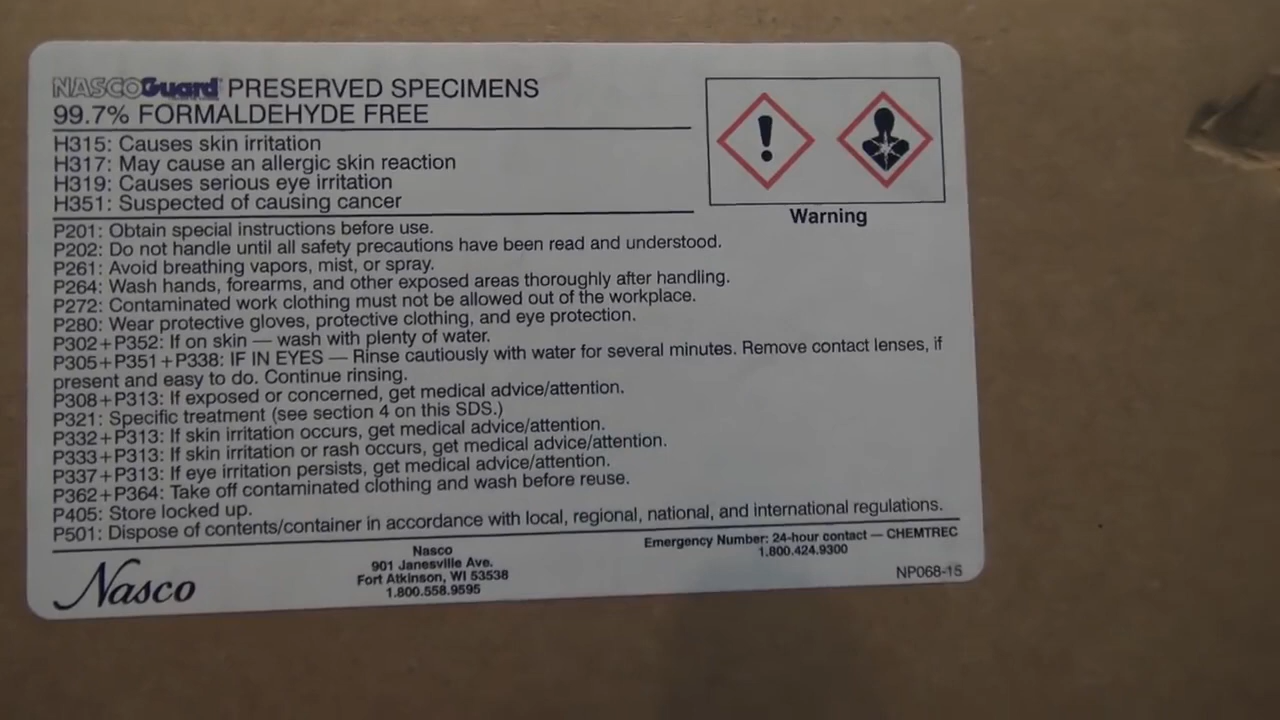 NASCOGuard PRESERVED SPECIMENS
99.7% FORMALDEHYDE FREE
H315: Causes skin irritation
H317: May cause an allergic skin reaction
H319: Causes serious eye irritation
H351: Suspected of causing cancer
Warning
P201: Obtain special instructions before use.
P202: Do not handle until all safety precautions have been read and understood.
P261: Avoid breathing vapors, mist, or spray.
P264: Wash hands, forearms, and other exposed areas thoroughly after handling.
P272: Contaminated work clothing must not be allowed out of the workplace.
P280: Wear protective gloves, protective clothing, and eye protection.
P302+P352: If on skin — wash with plenty of water.
P305+P351+P338: IF IN EYES — Rinse cautiously with water for several minutes. Remove contact lenses, if
present and easy to do. Continue rinsing.
P308+P313: If exposed or concerned, get medical advice/attention.
P321: Specific treatment (see section 4 on this SDS.)
P332+P313: If skin irritation occurs, get medical advice/attention.
P333+P313: If skin irritation or rash occurs, get medical advice/attention.
P337+P313: If eye irritation persists, get medical advice/attention.
P362+P364: Take off contaminated clothing and wash before reuse.
P405: Store locked up.
P501: Dispose of contents/container in accordance with local, regional, national, and international regulations.
Nasco
Nasco
901 Janesville Ave.
Fort Atkinson, WI 53538
1.800.558.9595
Emergency Number: 24-hour contact — CHEMTREC
1.800.424.9300
NP068-15